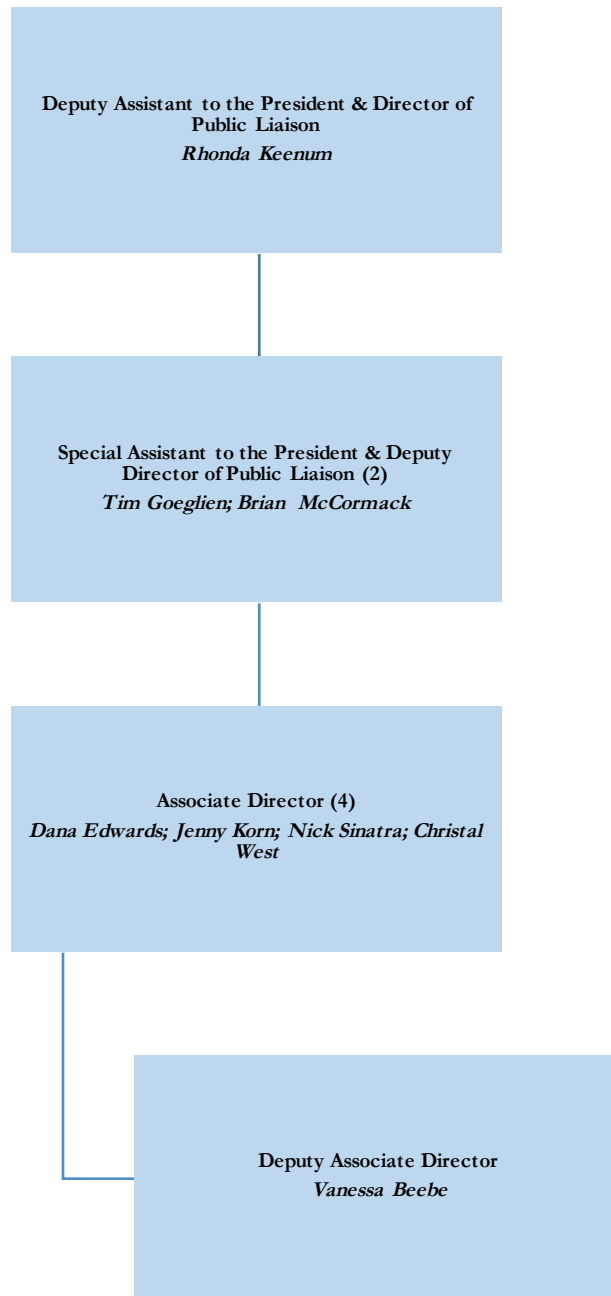 Deputy Assistant to the President & Director of
Public Liaison
Rhonda Keenum
Special Assistant to the President & Deputy
Director of Public Liaison (2)
Tim Goeglien; Brian McCormack
Associate Director (4)
Dana Edwards; Jenny Korn; Nick Sinatra; Christal
West
Deputy Associate Director
Vanessa Beebe